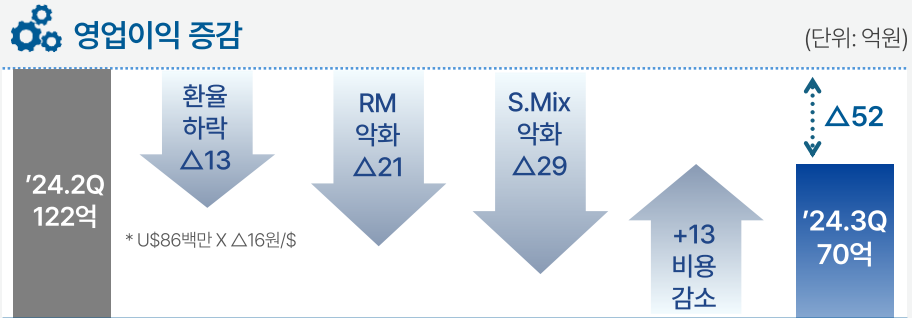 영업이익 증감
(단위: 억원)
’24.2Q
122억
환율
하락
△13
* U$86백만 X △16원/$
RM
악화
△21
S.Mix
악화
△29
+13
비용
감소
△52
’24.3Q
70억